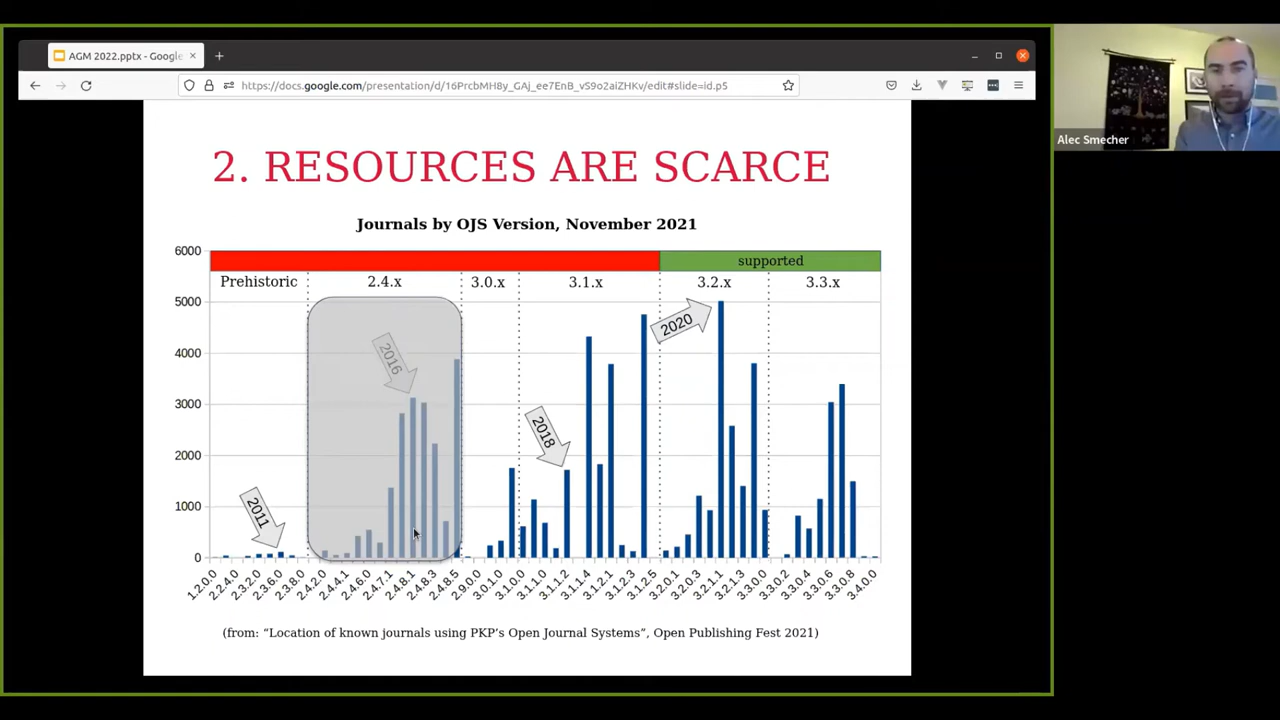 AGM 2022.pptx - Google
https://docs.google.com/presentation/d/16PrcbMH8y_GAj_ee7EnB_vS9o2aiZHKv/edit#slide=id.p5
Alec Smecher
2. RESOURCES ARE SCARCE
Journals by OJS Version, November 2021
supported
Prehistoric 2.4.x 3.0.x 3.1.x 3.2.x 3.3.x
6000
5000
4000
3000
2000
1000
0
2011
2016
2018
2020
1.2.0.0 2.2.4.0 2.3.2.0 2.3.6.0 2.3.8.0 2.4.2.0 2.4.4.1 2.4.6.0 2.4.7.1 2.4.8.1 2.4.8.3 2.4.8.5 2.9.0.0 3.0.1.0 3.1.0.0 3.1.1.0 3.1.1.2 3.1.2.1 3.1.2.3 3.1.2.5 3.2.0.1 3.2.0.3 3.2.1.1 3.2.1.3 3.3.0.0 3.3.0.2 3.3.0.4 3.3.0.6 3.3.0.8 3.4.0.0
(from: “Location of known journals using PKP’s Open Journal Systems”, Open Publishing Fest 2021)